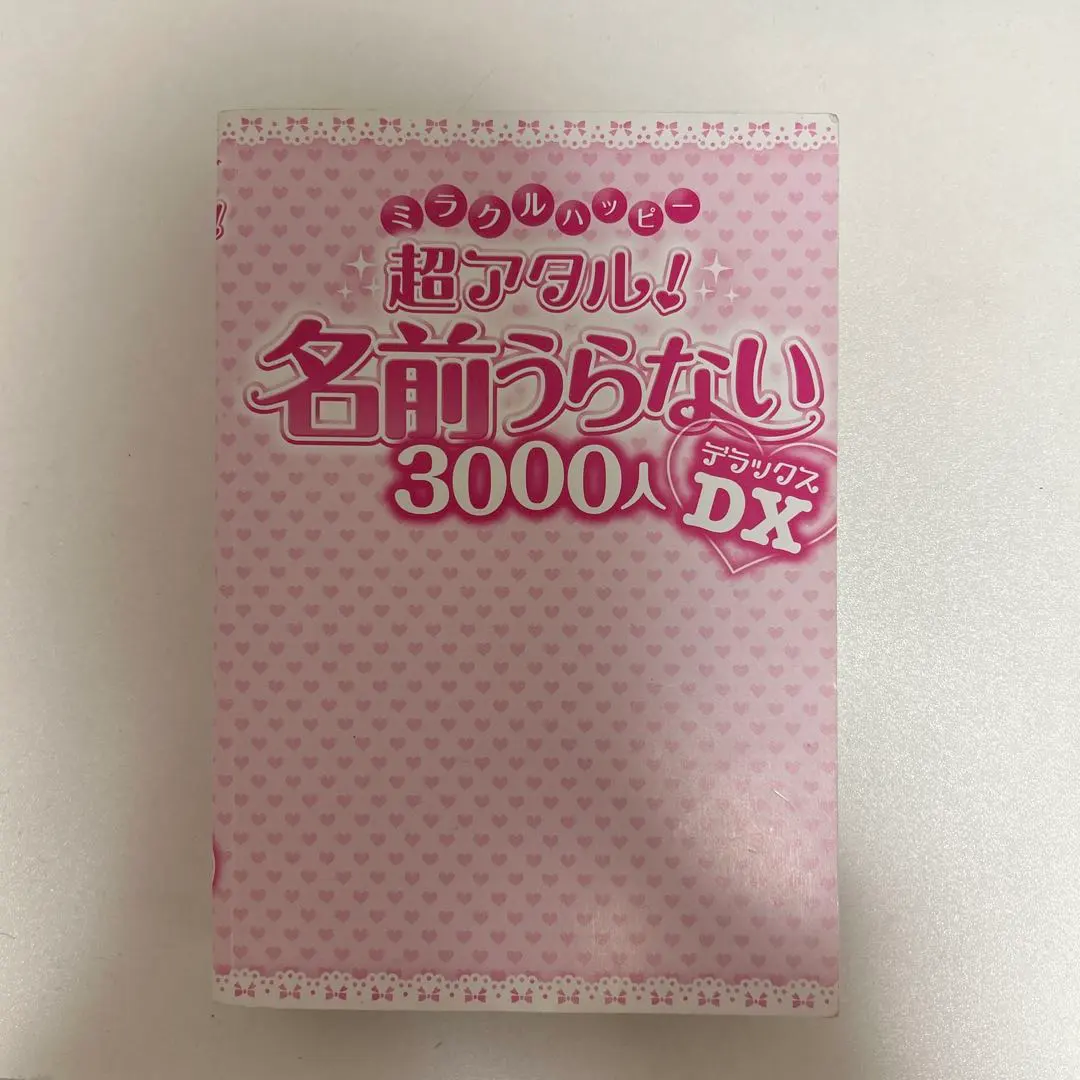 ミラクルハッピー
超アタル!
名前うらない
3000人
デラックス
DX